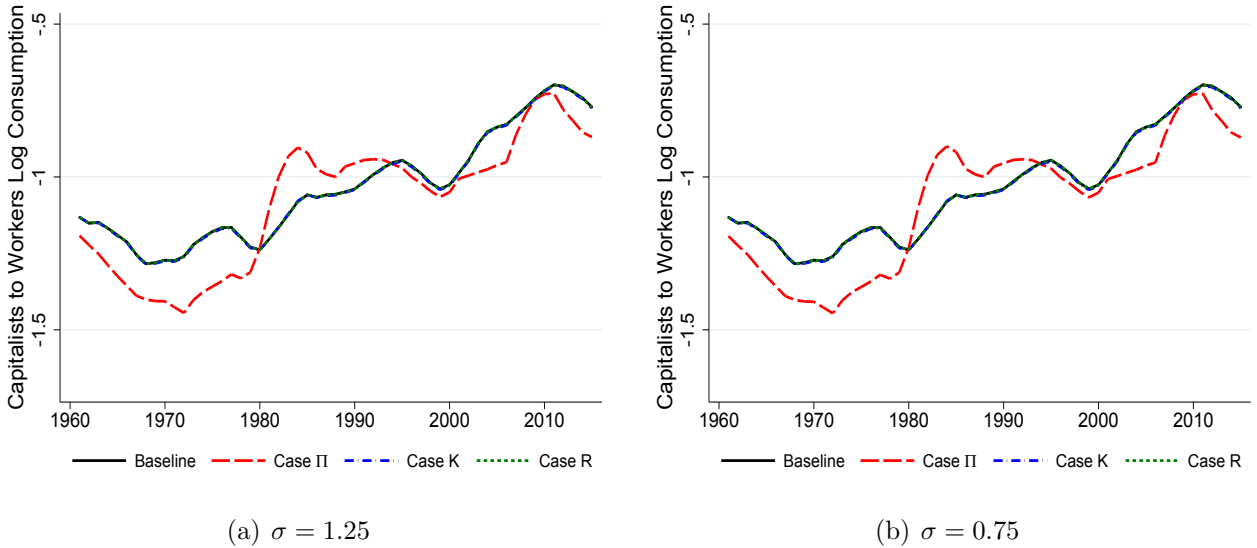 Capitalists to Workers Log Consumption
-.5
-1
-1.5
1960 1970 1980 1990 2000 2010
Baseline Case Π Case K Case R
(a) σ = 1.25
Capitalists to Workers Log Consumption
-.5
-1
-1.5
1960 1970 1980 1990 2000 2010
Baseline Case Π Case K Case R
(b) σ = 0.75